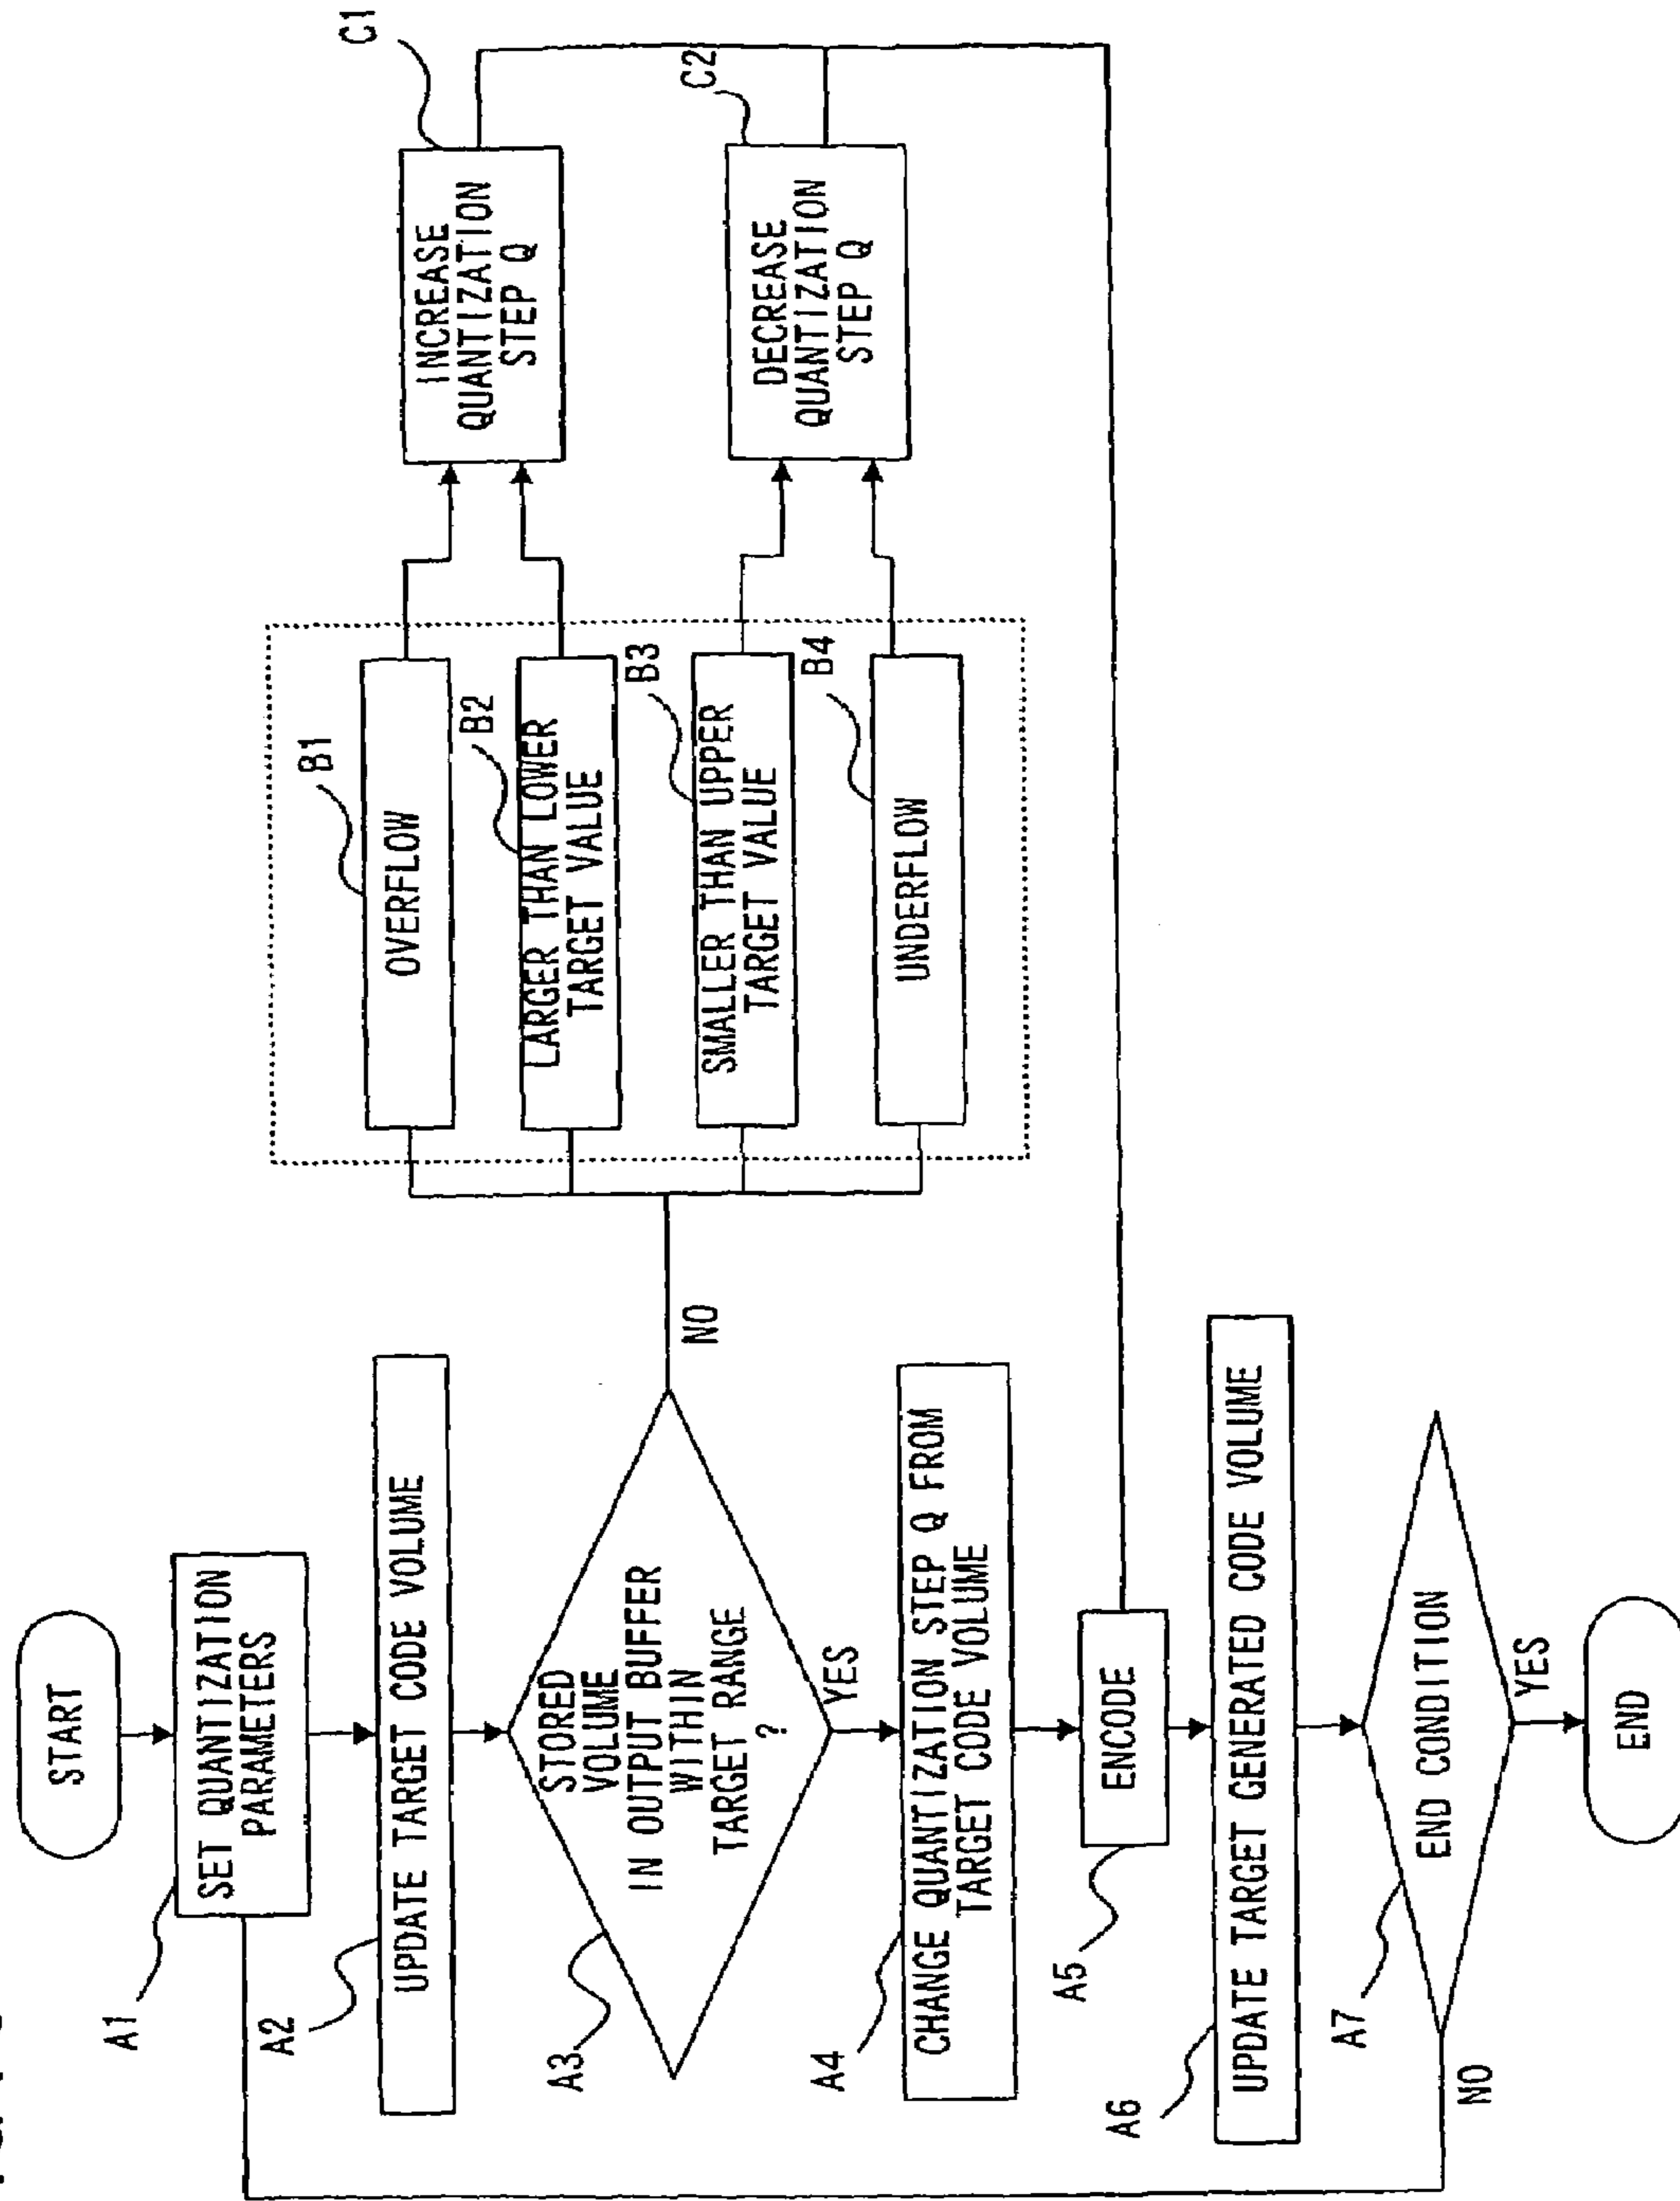 START
A1
SET QUANTIZATION
PARAMETERS
A2
UPDATE TARGET CODE VOLUME
A3
STORED
VOLUME
IN OUTPUT BUFFER
WITHIN
TARGET RANGE
?
NO
YES
B1
OVERFLOW
B2
LARGER THAN LOWER
TARGET VALUE
B3
SMALLER THAN UPPER
TARGET VALUE
B4
UNDERFLOW
C1
INCREASE
QUANTIZATION
STEP Q
C2
DECREASE
QUANTIZATION
STEP Q
A4
CHANGE QUANTIZATION STEP Q FROM
TARGET CODE VOLUME
A5
ENCODE
A6
UPDATE TARGET GENERATED CODE VOLUME
A7
END CONDITION
NO
YES
END